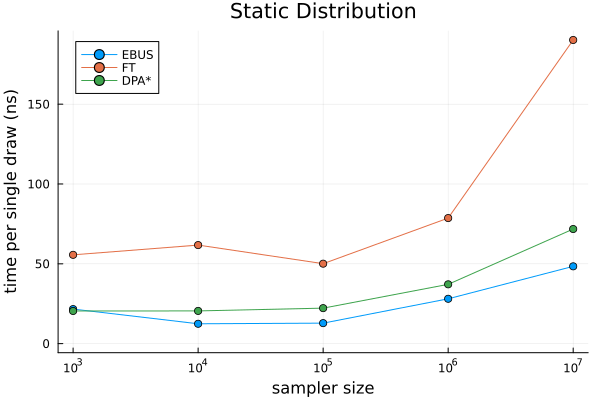 Static Distribution
EBUS
FT
DPA*
time per single draw (ns)
150
100
50
0
10³
10⁴
10⁵
10⁶
10⁷
sampler size